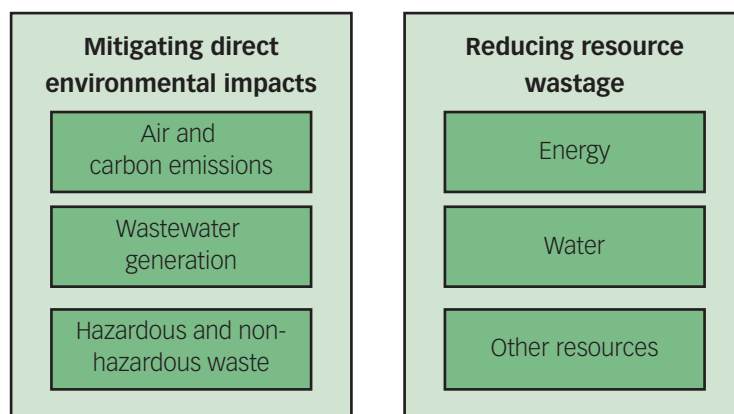 Mitigating direct
environmental impacts
Air and
carbon emissions
Wastewater
generation
Hazardous and non-
hazardous waste
Reducing resource
wastage
Energy
Water
Other resources